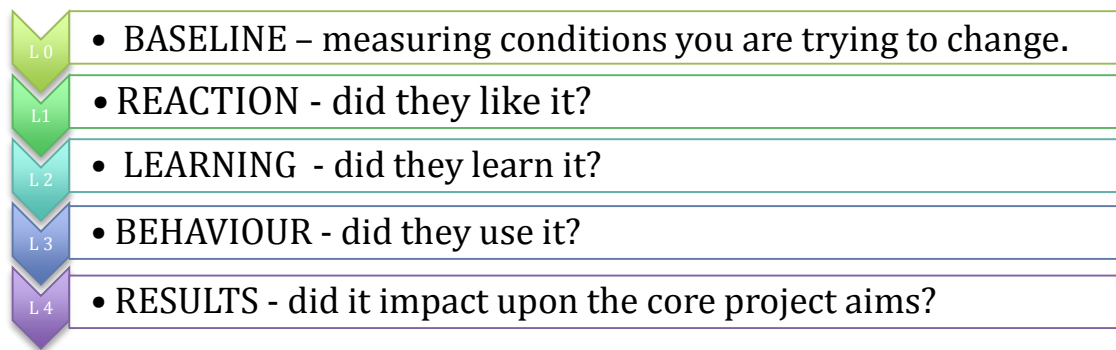 L 0 • BASELINE – measuring conditions you are trying to change.
L1 • REACTION - did they like it?
L 2 • LEARNING - did they learn it?
L 3 • BEHAVIOUR - did they use it?
L 4 • RESULTS - did it impact upon the core project aims?